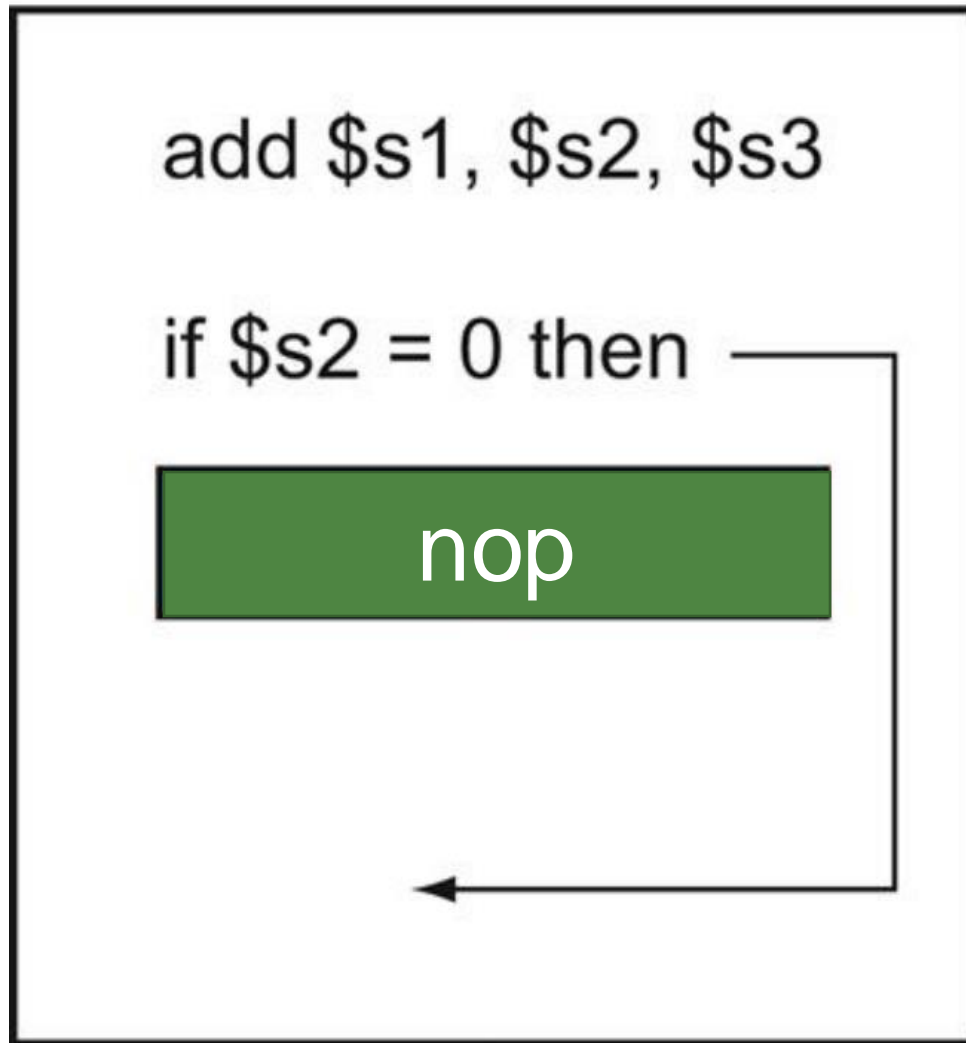 add $s1, $s2, $s3
if $s2 = 0 then
nop